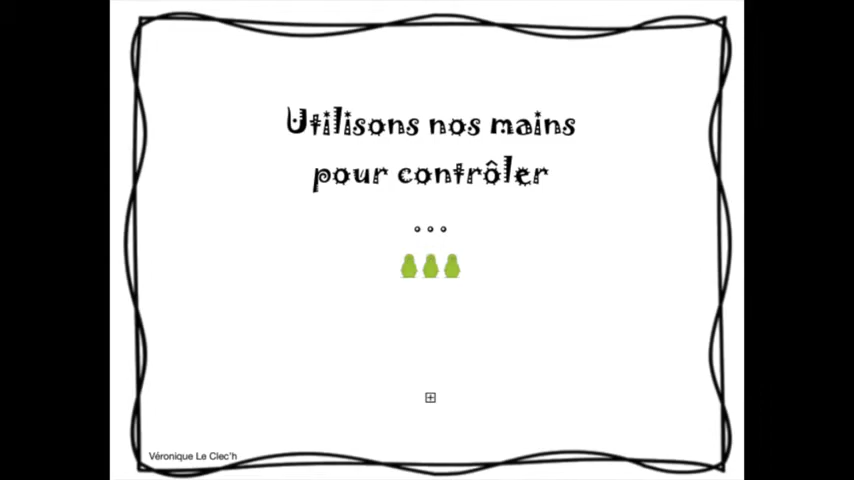 Utilisons nos mains
pour contrôler
...
Véronique Le Clec'h